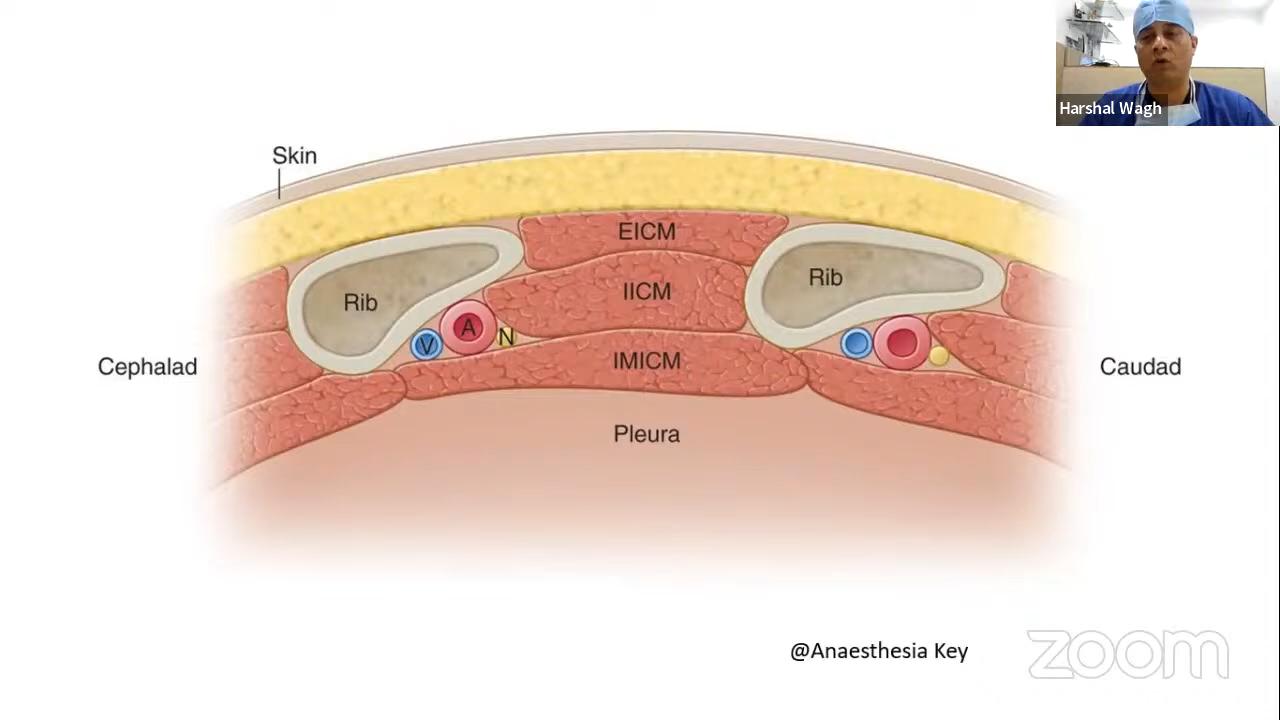 Harshal Wagh
Skin
EICM
Rib
IICM
Rib
V
A
N
IMICM
Cephalad
Caudad
Pleura
@Anaesthesia Key
zoom